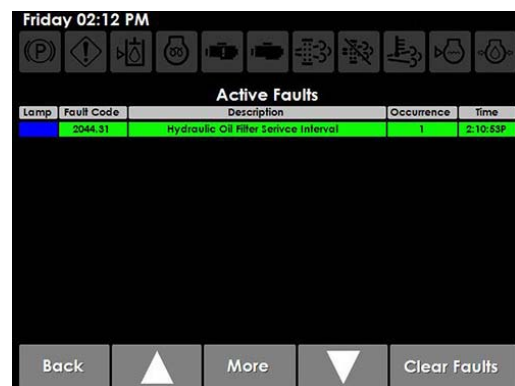 Friday 02:12 PM
Active Faults
Lamp Fault Code Description Occurrence Time
2044.31 Hydraulic Oil Filter Serivce Interval 1 2:10:53P
Back More Clear Faults